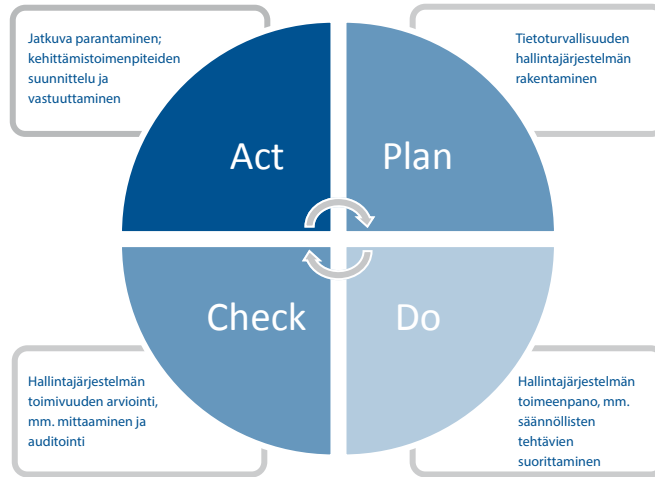 Jatkuva parantaminen;
kehittämistoimenpiteiden
suunnittelu ja
vastuuttaminen
Tietoturvallisuuden
hallintajärjestelmän
rakentaminen
Act
Plan
Check
Do
Hallintajärjestelmän
toimivuuden arviointi,
mm. mittaaminen ja
auditointi
Hallintajärjestelmän
toimeenpano, mm.
säännöllisten
tehtävien
suorittaminen